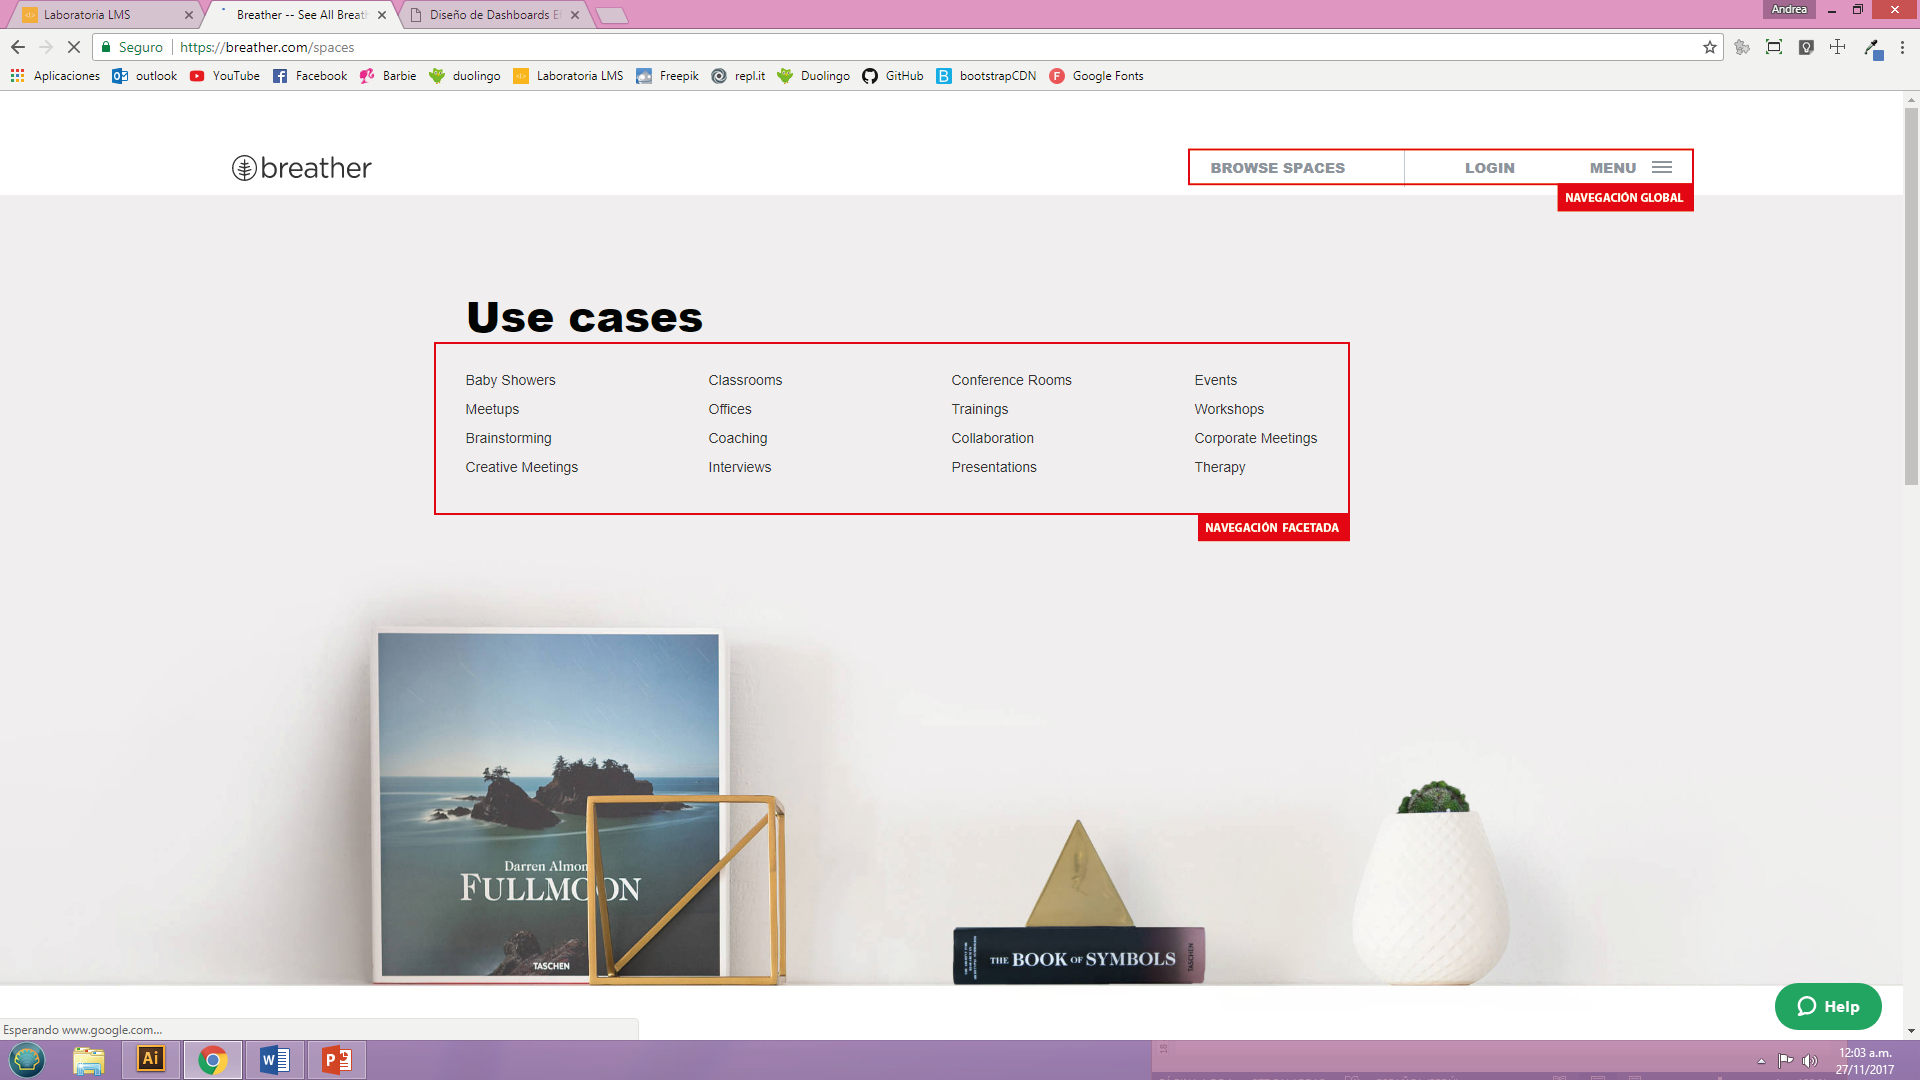 Laboratoria LMS
Breather -- See All Breath
Diseño de Dashboards Ef
Andrea
Seguro
https://breather.com/spaces
Aplicaciones
outlook
YouTube
Facebook
Barbie
duolingo
Laboratoria LMS
Freepik
repl.it
Duolingo
GitHub
bootstrapCDN
Google Fonts
breather
BROWSE SPACES
LOGIN
MENU
NAVEGACIÓN GLOBAL
Use cases
Baby Showers
Classrooms
Conference Rooms
Events
Meetups
Offices
Trainings
Workshops
Brainstorming
Coaching
Collaboration
Corporate Meetings
Creative Meetings
Interviews
Presentations
Therapy
NAVEGACIÓN FACETADA
Darren Almon
FULLMOON
TASCHEN
THE BOOK OF SYMBOLS
TASCHEN
Help
Esperando www.google.com...
Ai
12:03 a.m.
27/11/2017